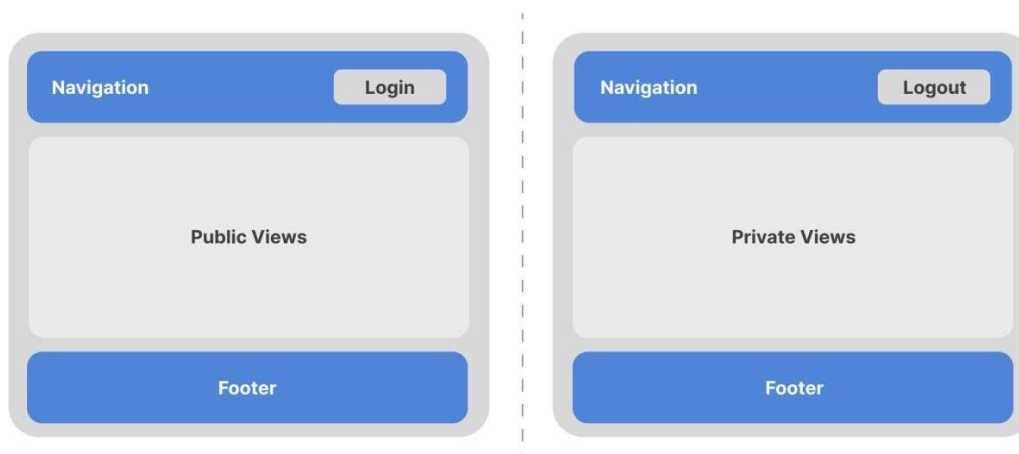 Navigation
Login
Public Views
Footer
Navigation
Logout
Private Views
Footer